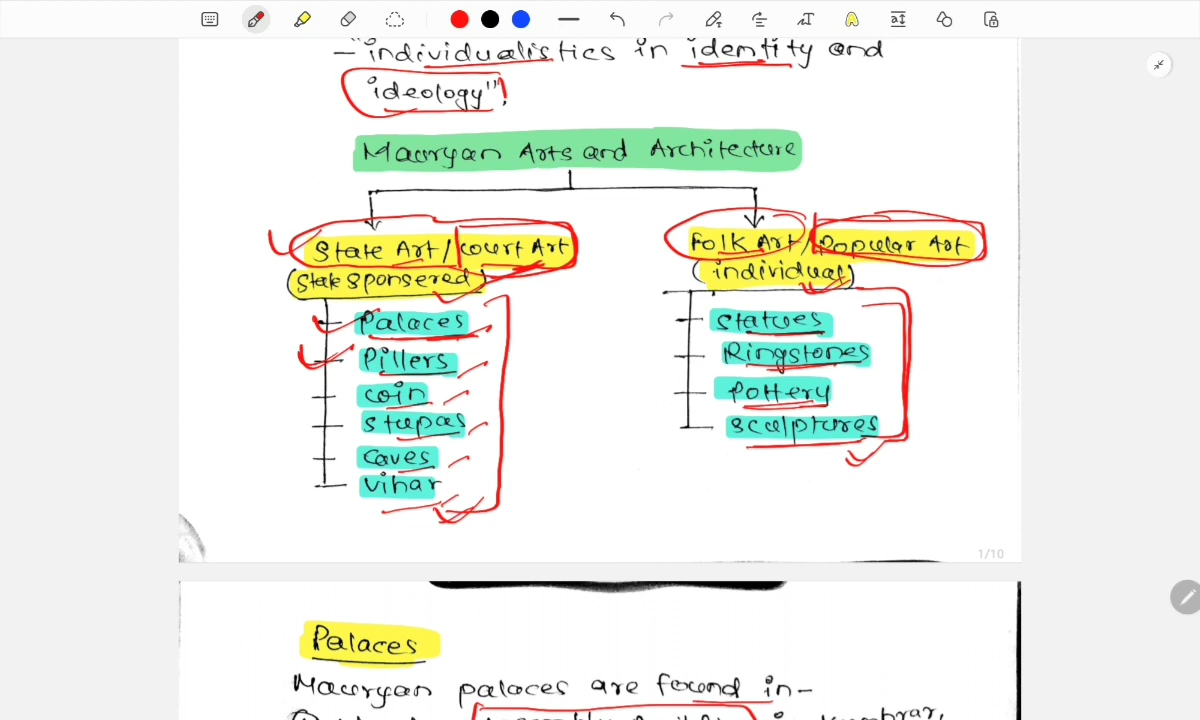 - "individualistics in identity and
ideology".
Mauryan Arts and Architecture
State Art / Court Art
(State Sponsered)
Palaces
Pillers
coin
Stupas
Caves
vihar
Folk Art / Popular Art
(individual)
Statues
Ringstones
Pottery
Sculptures
1/10
Palaces
Mauryan palaces are found in-
in Kumbrar,